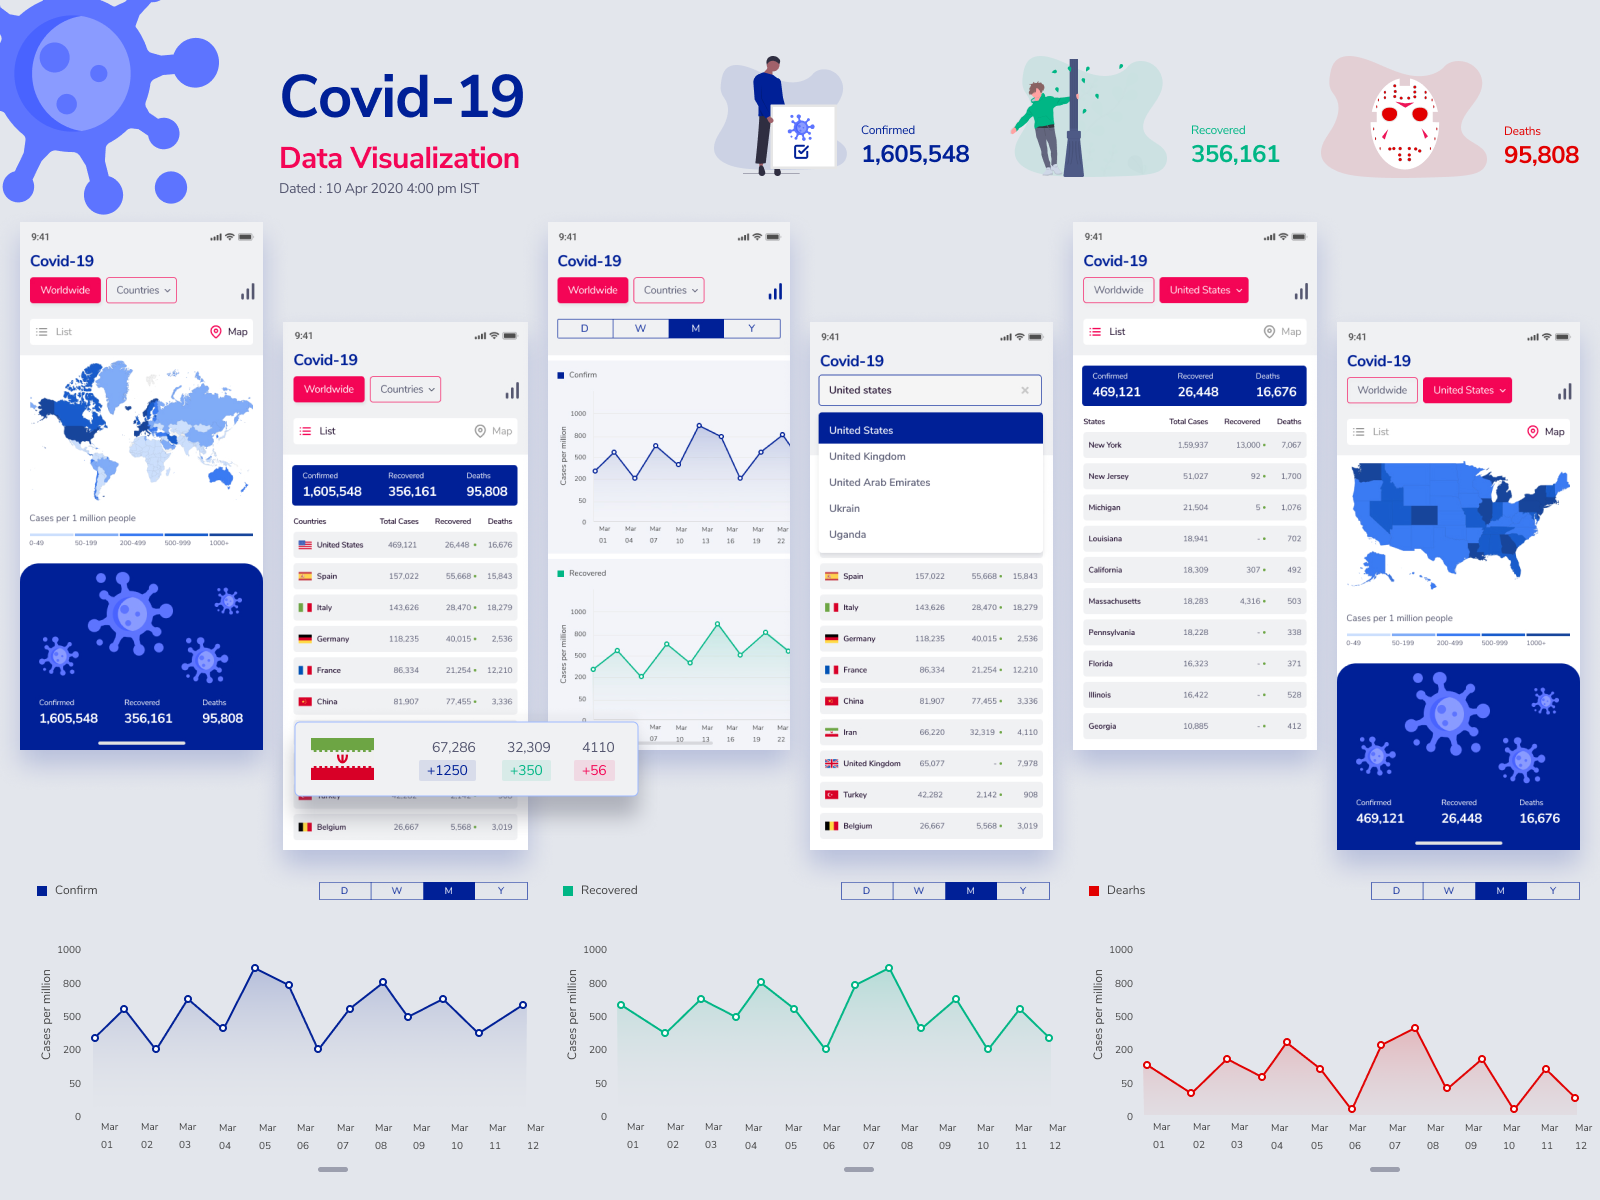 Covid-19
Data Visualization
Dated : 10 Apr 2020 4:00 pm IST
Confirmed
1,605,548
Recovered
356,161
Deaths
95,808
9:41
Covid-19
Worldwide Countries
List Map
Cases per 1 million people
0-49 50-199 200-499 500-999 1000+
Confirmed Recovered Deaths
1,605,548 356,161 95,808
9:41
Covid-19
Worldwide Countries
List Map
Confirmed Recovered Deaths
1,605,548 356,161 95,808
Countries Total Cases Recovered Deaths
United States 469,121 26,448 16,676
Spain 157,022 55,668 15,843
Italy 143,626 28,470 18,279
Germany 118,235 40,015 2,536
France 86,334 21,254 12,210
China 81,907 77,455 3,336
67,286 32,309 4110
+1250 +350 +56
Turkey 42,282 2,142 908
Belgium 26,667 5,568 3,019
9:41
Covid-19
Worldwide Countries
D W M Y
Confirm
Cases per million
1000
800
500
200
50
0
Mar Mar Mar Mar Mar Mar Mar Mar
01 04 07 10 13 16 19 22
Recovered
Cases per million
1000
800
500
200
50
0
Mar Mar Mar Mar Mar Mar
07 10 13 16 19 22
9:41
Covid-19
United states
United States
United Kingdom
United Arab Emirates
Ukrain
Uganda
Spain 157,022 55,668 15,843
Italy 143,626 28,470 18,279
Germany 118,235 40,015 2,536
France 86,334 21,254 12,210
China 81,907 77,455 3,336
Iran 66,220 32,319 4,110
United Kingdom 65,077 - 7,978
Turkey 42,282 2,142 908
Belgium 26,667 5,568 3,019
9:41
Covid-19
Worldwide United States
List Map
Confirmed Recovered Deaths
469,121 26,448 16,676
States Total Cases Recovered Deaths
New York 1,59,937 13,000 7,067
New Jersey 51,027 92 1,700
Michigan 21,504 5 1,076
Louisiana 18,941 - 702
California 18,309 307 492
Massachusetts 18,283 4,316 503
Pennsylvania 18,228 - 338
Florida 16,323 - 371
Illinois 16,422 - 528
Georgia 10,885 - 412
9:41
Covid-19
Worldwide United States
List Map
Cases per 1 million people
0-49 50-199 200-499 500-999 1000+
Confirmed Recovered Deaths
469,121 26,448 16,676
Confirm
D W M Y
Cases per million
1000
800
500
200
50
0
Mar Mar Mar Mar Mar Mar Mar Mar Mar Mar Mar Mar
01 02 03 04 05 06 07 08 09 10 11 12
Recovered
D W M Y
Cases per million
1000
800
500
200
50
0
Mar Mar Mar Mar Mar Mar Mar Mar Mar Mar Mar Mar
01 02 03 04 05 06 07 08 09 10 11 12
Dearhs
D W M Y
Cases per million
1000
800
500
200
50
0
Mar Mar Mar Mar Mar Mar Mar Mar Mar Mar Mar Mar
01 02 03 04 05 06 07 08 09 10 11 12